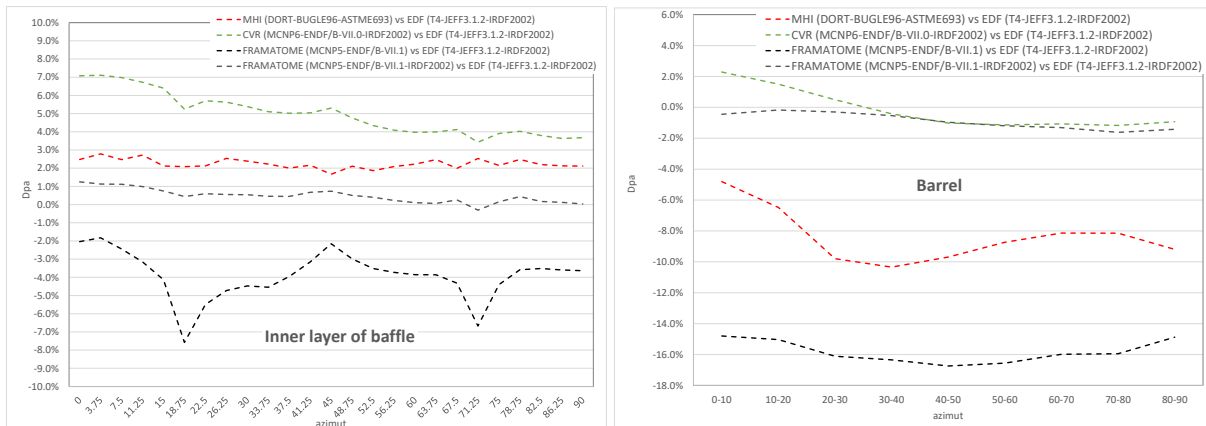 MHI (DORT-BUGLE96-ASTME693) vs EDF (T4-JEFF3.1.2-IRDF2002)
CVR (MCNP6-ENDF/B-VII.0-IRDF2002) vs EDF (T4-JEFF3.1.2-IRDF2002)
FRAMATOME (MCNP5-ENDF/B-VII.1) vs EDF (T4-JEFF3.1.2-IRDF2002)
FRAMATOME (MCNP5-ENDF/B-VII.1-IRDF2002) vs EDF (T4-JEFF3.1.2-IRDF2002)
10.0%
9.0%
8.0%
7.0%
6.0%
5.0%
4.0%
3.0%
2.0%
1.0%
0.0%
-1.0%
-2.0%
-3.0%
-4.0%
-5.0%
-6.0%
-7.0%
-8.0%
-9.0%
-10.0%
Dpa
Inner layer of baffle
0 3.75 7.5 11.25 15 18.75 22.5 26.25 30 33.75 37.5 41.25 45 48.75 52.5 56.25 60 63.75 67.5 71.25 75 78.75 82.5 86.25 90
azimut
MHI (DORT-BUGLE96-ASTME693) vs EDF (T4-JEFF3.1.2-IRDF2002)
CVR (MCNP6-ENDF/B-VII.0-IRDF2002) vs EDF (T4-JEFF3.1.2-IRDF2002)
FRAMATOME (MCNP5-ENDF/B-VII.1) vs EDF (T4-JEFF3.1.2-IRDF2002)
FRAMATOME (MCNP5-ENDF/B-VII.1-IRDF2002) vs EDF (T4-JEFF3.1.2-IRDF2002)
6.0%
4.0%
2.0%
0.0%
-2.0%
-4.0%
-6.0%
-8.0%
-10.0%
-12.0%
-14.0%
-16.0%
-18.0%
Dpa
Barrel
0-10 10-20 20-30 30-40 40-50 50-60 60-70 70-80 80-90
azimut